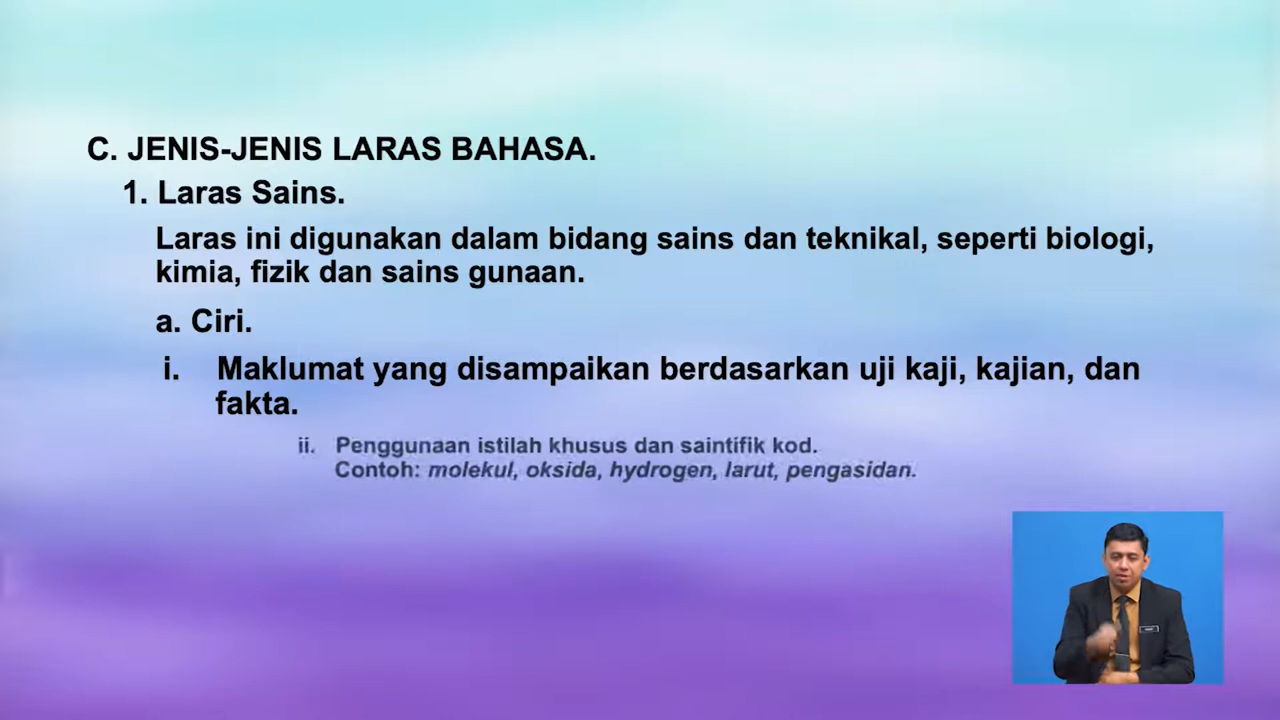 C. JENIS-JENIS LARAS BAHASA.
1. Laras Sains.
Laras ini digunakan dalam bidang sains dan teknikal, seperti biologi,
kimia, fizik dan sains gunaan.
a. Ciri.
i. Maklumat yang disampaikan berdasarkan uji kaji, kajian, dan
fakta.
ii. Penggunaan istilah khusus dan saintifik kod.
Contoh: molekul, oksida, hydrogen, larut, pengasidan.